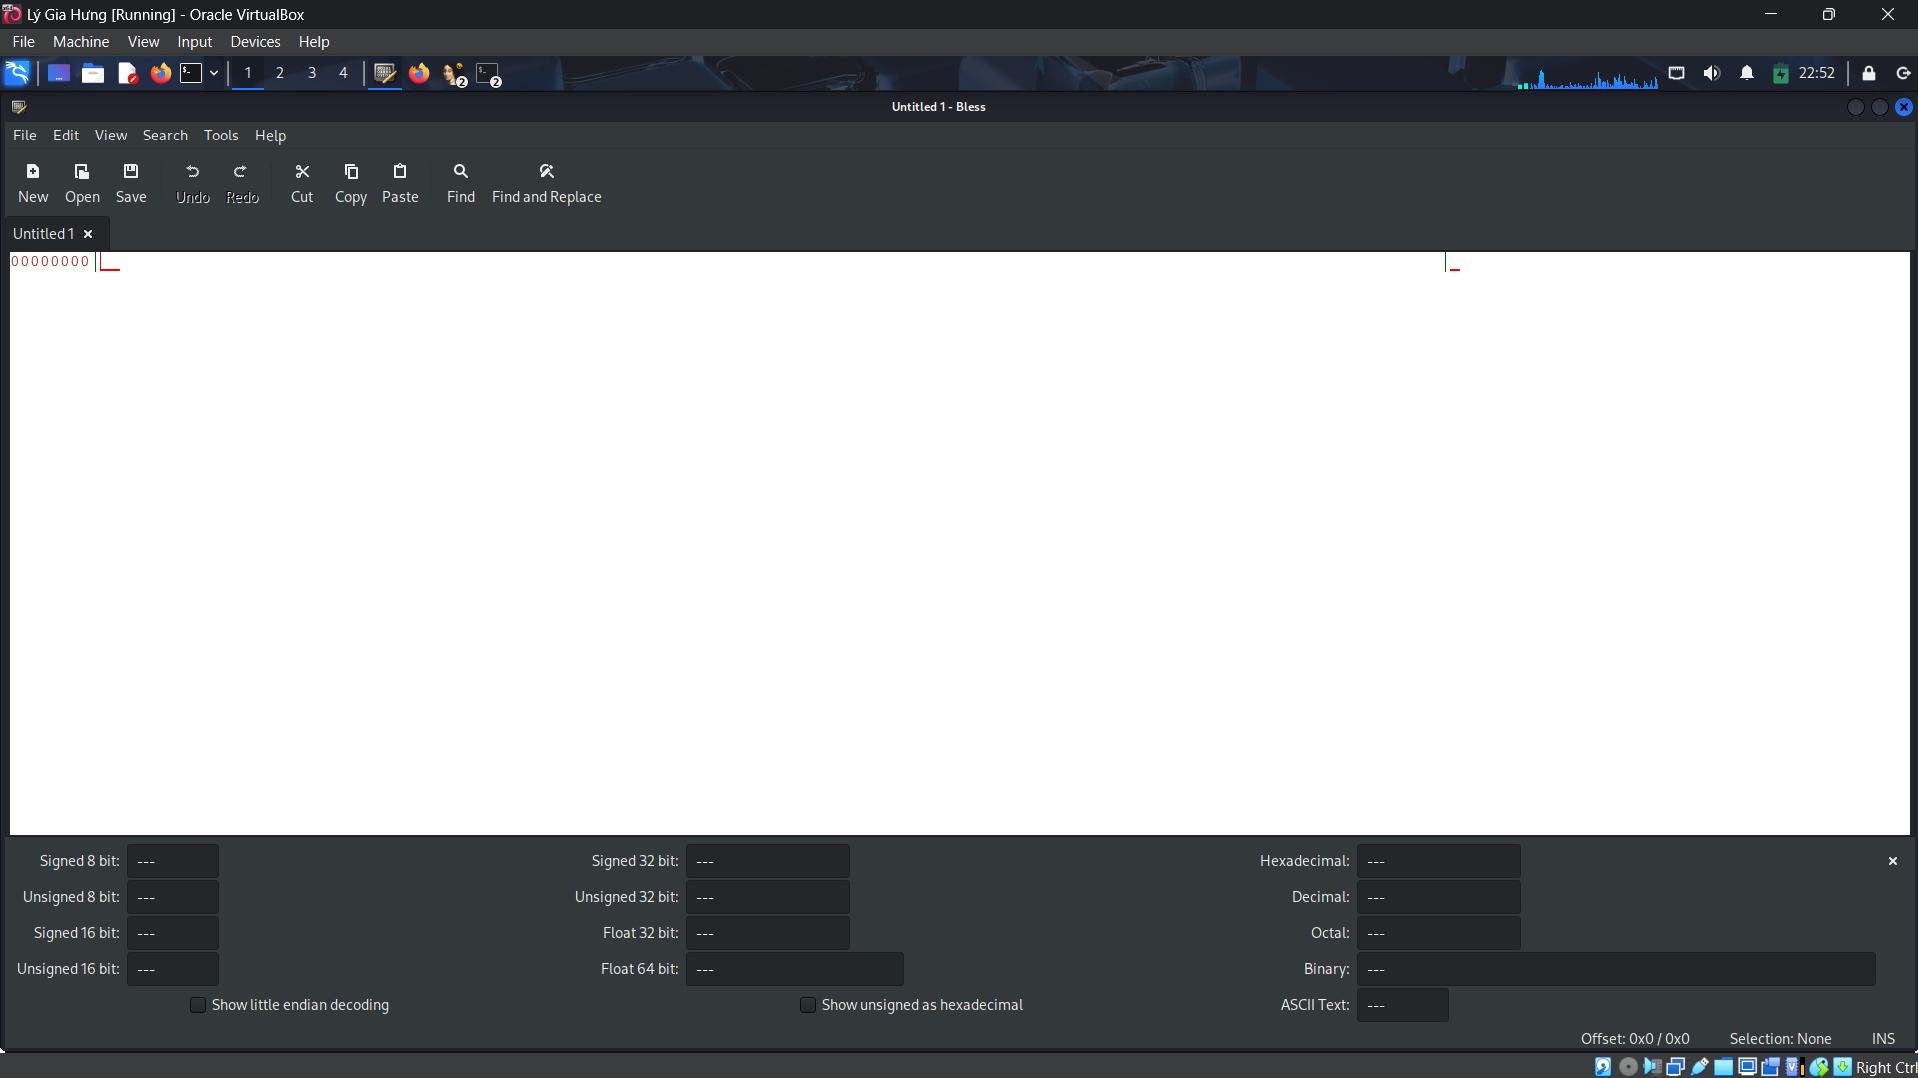 Lý Gia Hưng [Running] - Oracle VirtualBox
File Machine View Input Devices Help
1 2 3 4 2 2 22:52
Untitled 1 - Bless
File Edit View Search Tools Help
New Open Save Undo Redo Cut Copy Paste Find Find and Replace
Untitled 1
00000000
Signed 8 bit: --- Signed 32 bit: --- Hexadecimal: ---
Unsigned 8 bit: --- Unsigned 32 bit: --- Decimal: ---
Signed 16 bit: --- Float 32 bit: --- Octal: ---
Unsigned 16 bit: --- Float 64 bit: --- Binary: ---
Show little endian decoding Show unsigned as hexadecimal ASCII Text: ---
Offset: 0x0 / 0x0 Selection: None INS
Right Ctrl